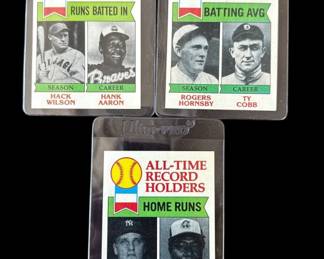 RUNS BATTED IN
Braves
SEASON CAREER
HACK HANK
WILSON AARON
BATTING AVG
D
SEASON CAREER
ROGERS TY
HORNSBY COBB
ALL-TIME
RECORD
HOLDERS
HOME RUNS